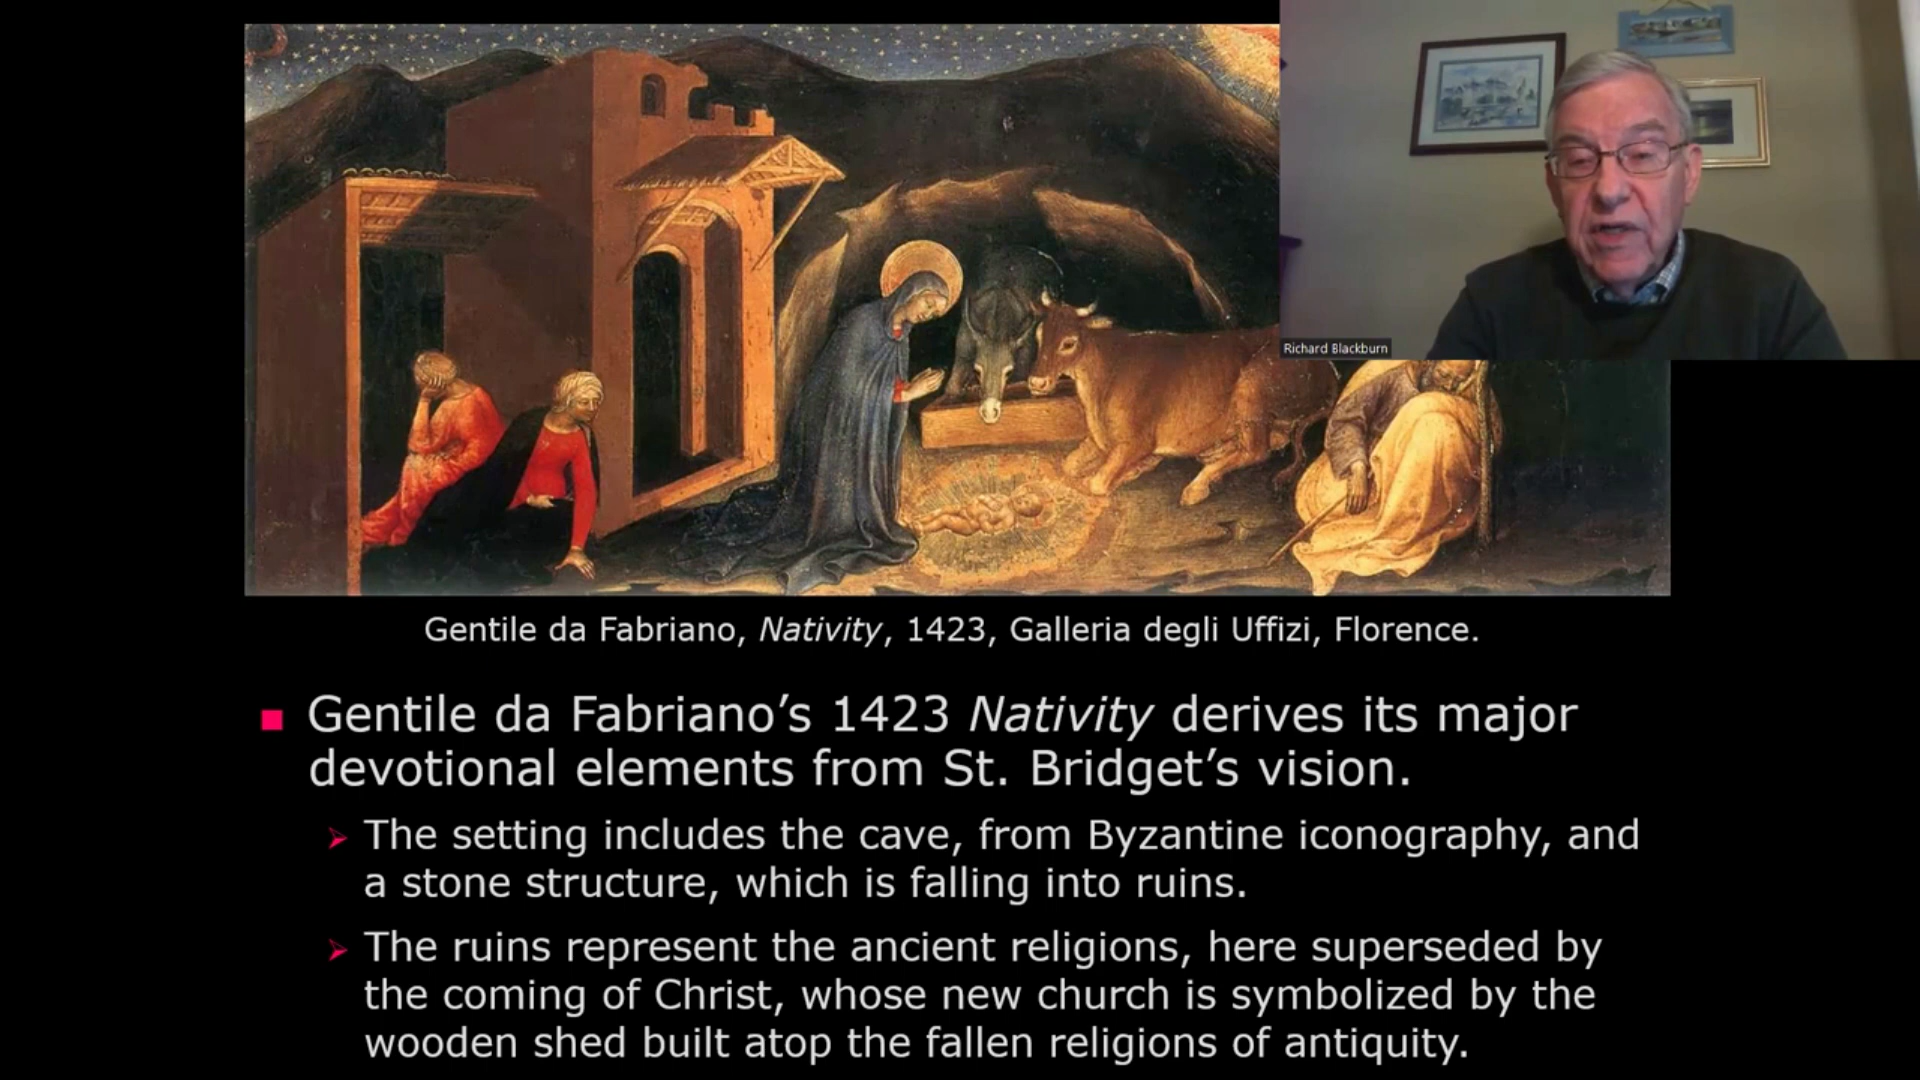 Richard Blackburn
Gentile da Fabriano, Nativity, 1423, Galleria degli Uffizi, Florence.
Gentile da Fabriano’s 1423 Nativity derives its major
devotional elements from St. Bridget’s vision.
The setting includes the cave, from Byzantine iconography, and
a stone structure, which is falling into ruins.
The ruins represent the ancient religions, here superseded by
the coming of Christ, whose new church is symbolized by the
wooden shed built atop the fallen religions of antiquity.